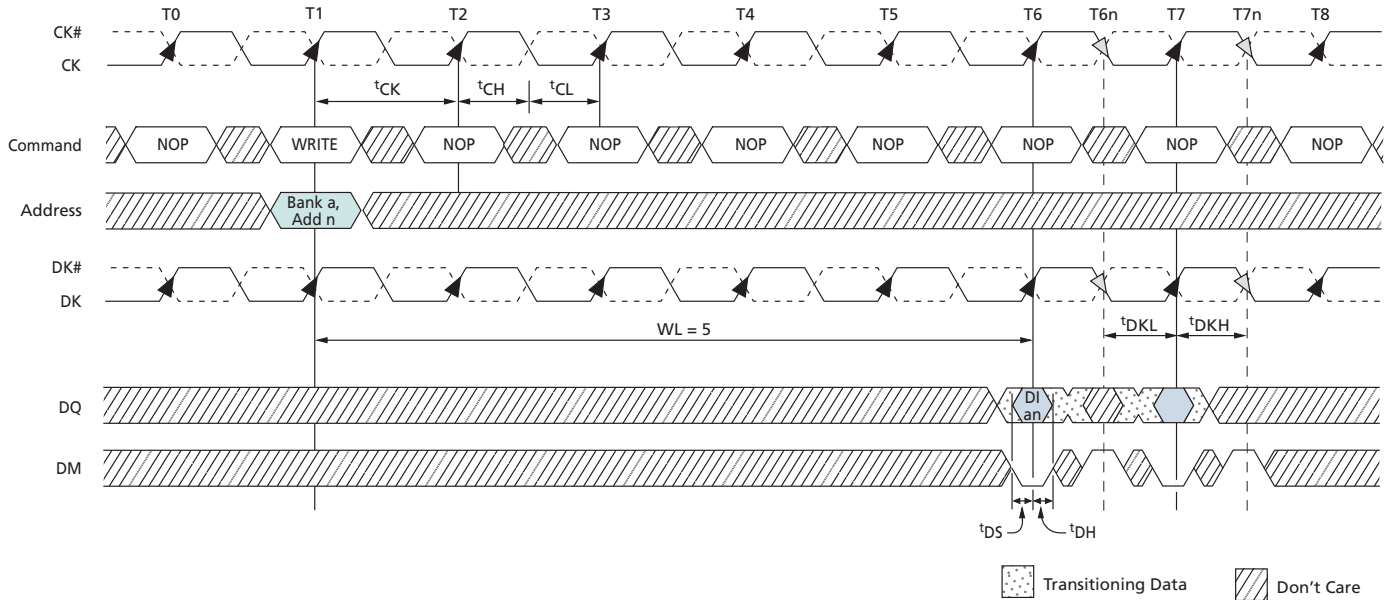 T0 T1 T2 T3 T4 T5 T6 T6n T7 T7n T8
CK#
CK
tCK tCH tCL
Command NOP WRITE NOP NOP NOP NOP NOP NOP NOP
Address Bank a,
Add n
DK#
DK
WL = 5 tDKL tDKH
DQ DI
an
DM
tDS tDH
Transitioning Data Don't Care